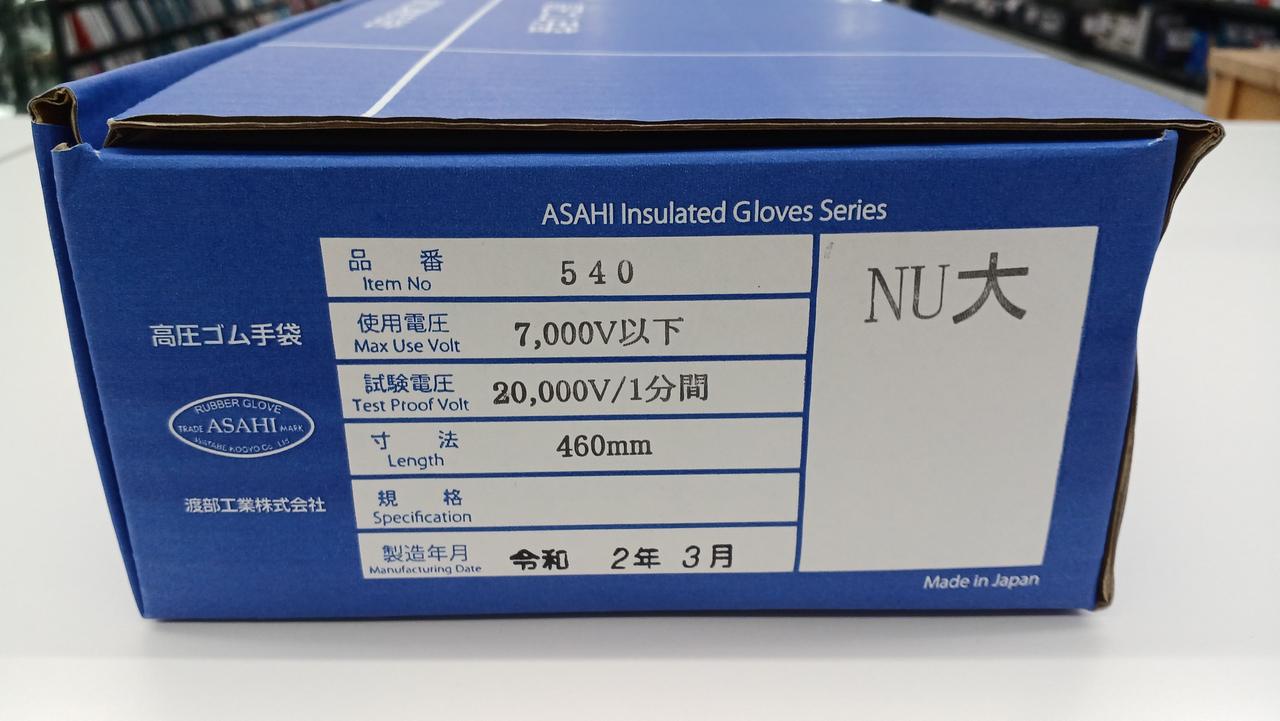 ASAHI Insulated Gloves Series
高圧ゴム手袋
RUBBER GLOVE
TRADE ASAHI MARK
WATABE KOGYO Co. Ltd
渡部工業株式会社
品 番 540
Item No
使用電圧 7,000V以下
Max Use Volt
試験電圧 20,000V/1分間
Test Proof Volt
寸 法 460mm
Length
規 格
Specification
製造年月 令和 2年 3月
Manufacturing Date
NU大
Made in Japan